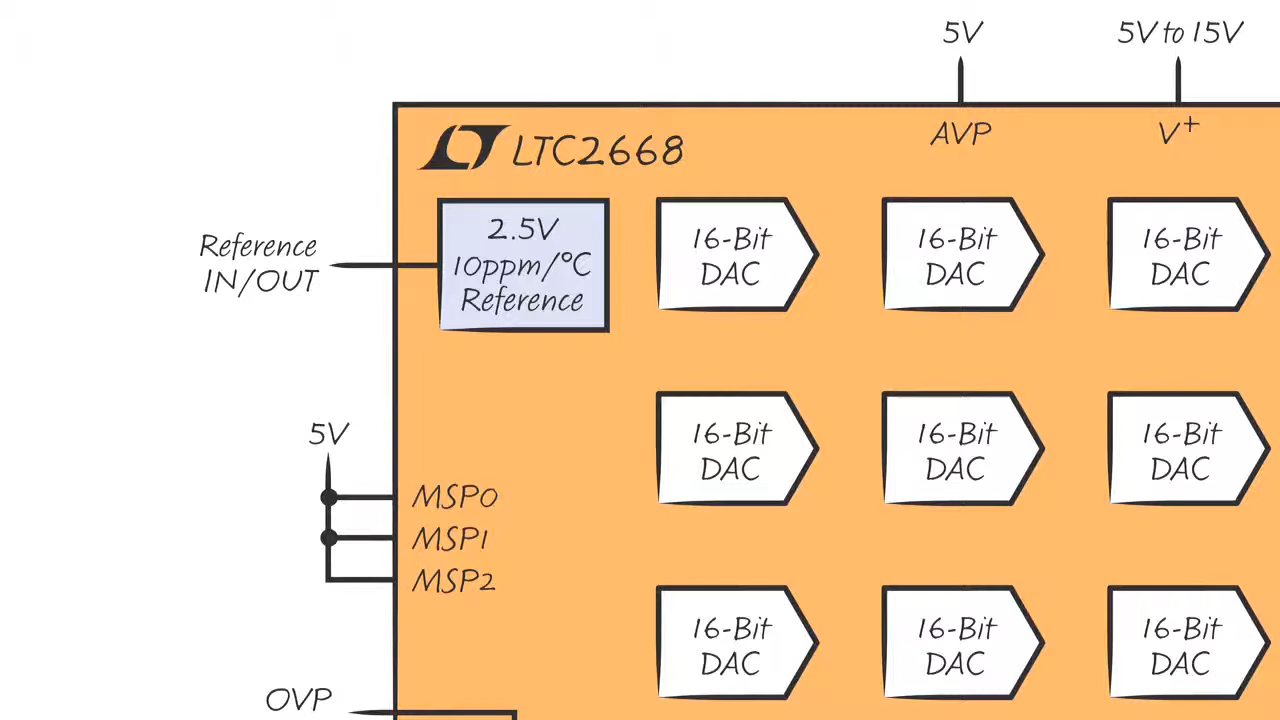 5V
5V to 15V
AVP
V+
LTC2668
Reference
IN/OUT
2.5V
10ppm/°C
Reference
16-Bit
DAC
16-Bit
DAC
16-Bit
DAC
5V
MSP0
MSP1
MSP2
16-Bit
DAC
16-Bit
DAC
16-Bit
DAC
16-Bit
DAC
16-Bit
DAC
16-Bit
DAC
OVP